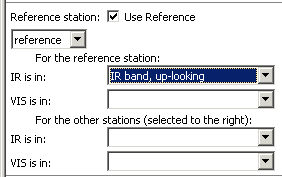 Reference station: Use Reference
reference
For the reference station:
IR is in: IR band, up-looking
VIS is in:
For the other stations (selected to the right):
IR is in:
VIS is in: